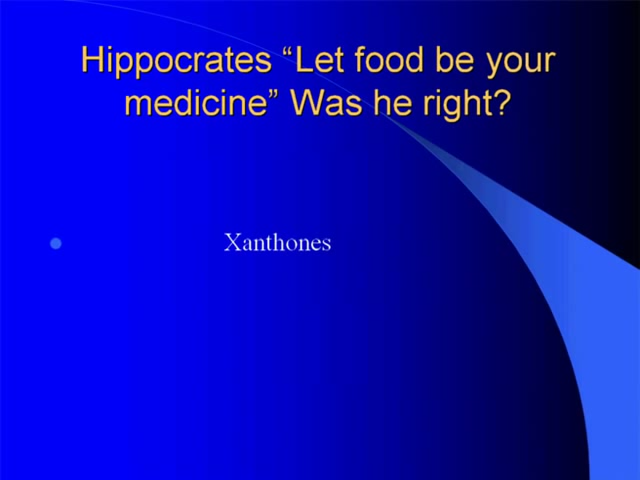 Hippocrates “Let food be your
medicine” Was he right?
Xanthones